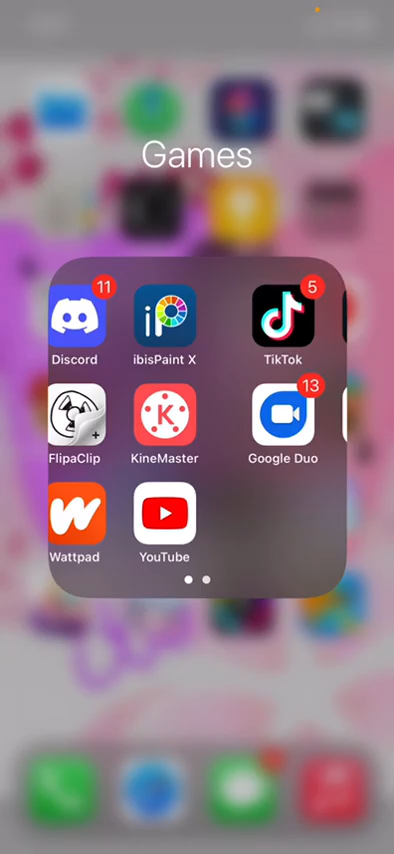 Games
11
5
Discord
ibisPaint X
TikTok
13
FlipaClip
KineMaster
Google Duo
Wattpad
YouTube